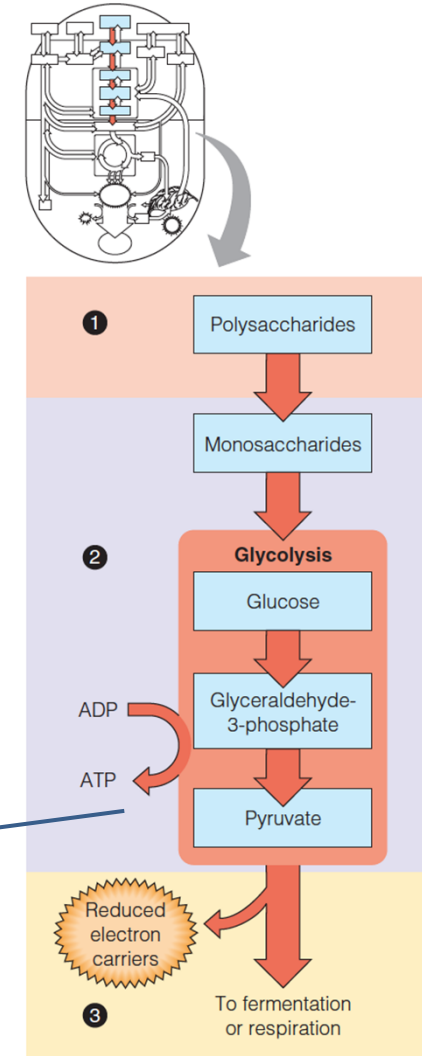 1
Polysaccharides
Monosaccharides
2
Glycolysis
Glucose
Glyceraldehyde-
3-phosphate
ADP
ATP
Pyruvate
Reduced
electron
carriers
3
To fermentation
or respiration